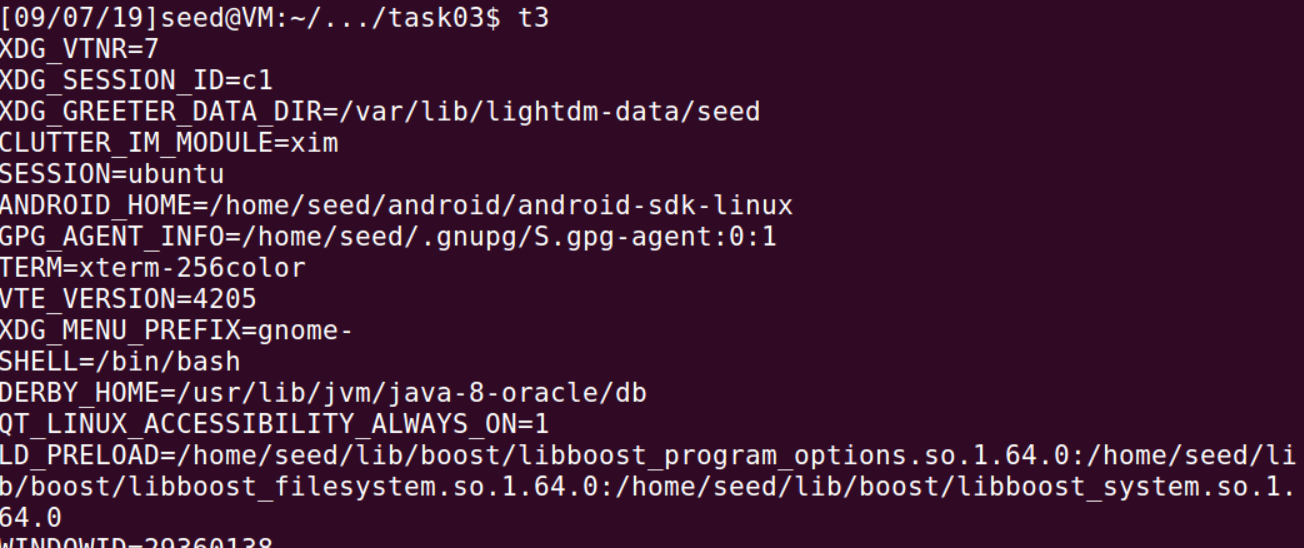 [09/07/19]seed@VM:~/.../task03$ t3
XDG_VTNR=7
XDG_SESSION_ID=c1
XDG_GREETER_DATA_DIR=/var/lib/lightdm-data/seed
CLUTTER_IM_MODULE=xim
SESSION=ubuntu
ANDROID_HOME=/home/seed/android/android-sdk-linux
GPG_AGENT_INFO=/home/seed/.gnupg/S.gpg-agent:0:1
TERM=xterm-256color
VTE_VERSION=4205
XDG_MENU_PREFIX=gnome-
SHELL=/bin/bash
DERBY_HOME=/usr/lib/jvm/java-8-oracle/db
QT_LINUX_ACCESSIBILITY_ALWAYS_ON=1
LD_PRELOAD=/home/seed/lib/boost/libboost_program_options.so.1.64.0:/home/seed/li
b/boost/libboost_filesystem.so.1.64.0:/home/seed/lib/boost/libboost_system.so.1.
64.0
WINDOWID=29360138